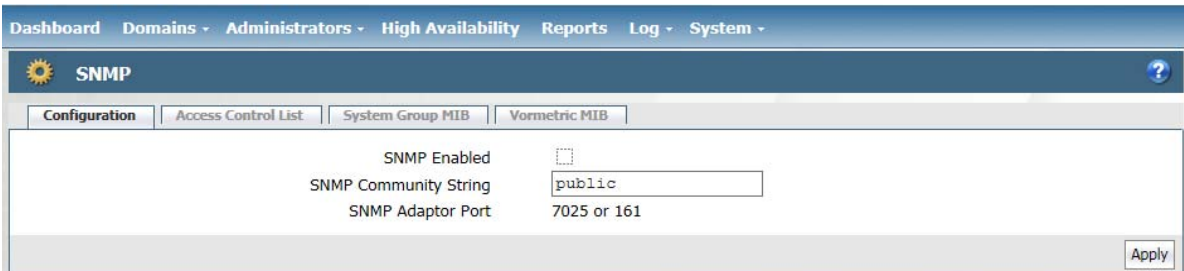 Dashboard Domains Administrators High Availability Reports Log System
SNMP ?
Configuration Access Control List System Group MIB Vormetric MIB
SNMP Enabled
SNMP Community String public
SNMP Adaptor Port 7025 or 161
Apply